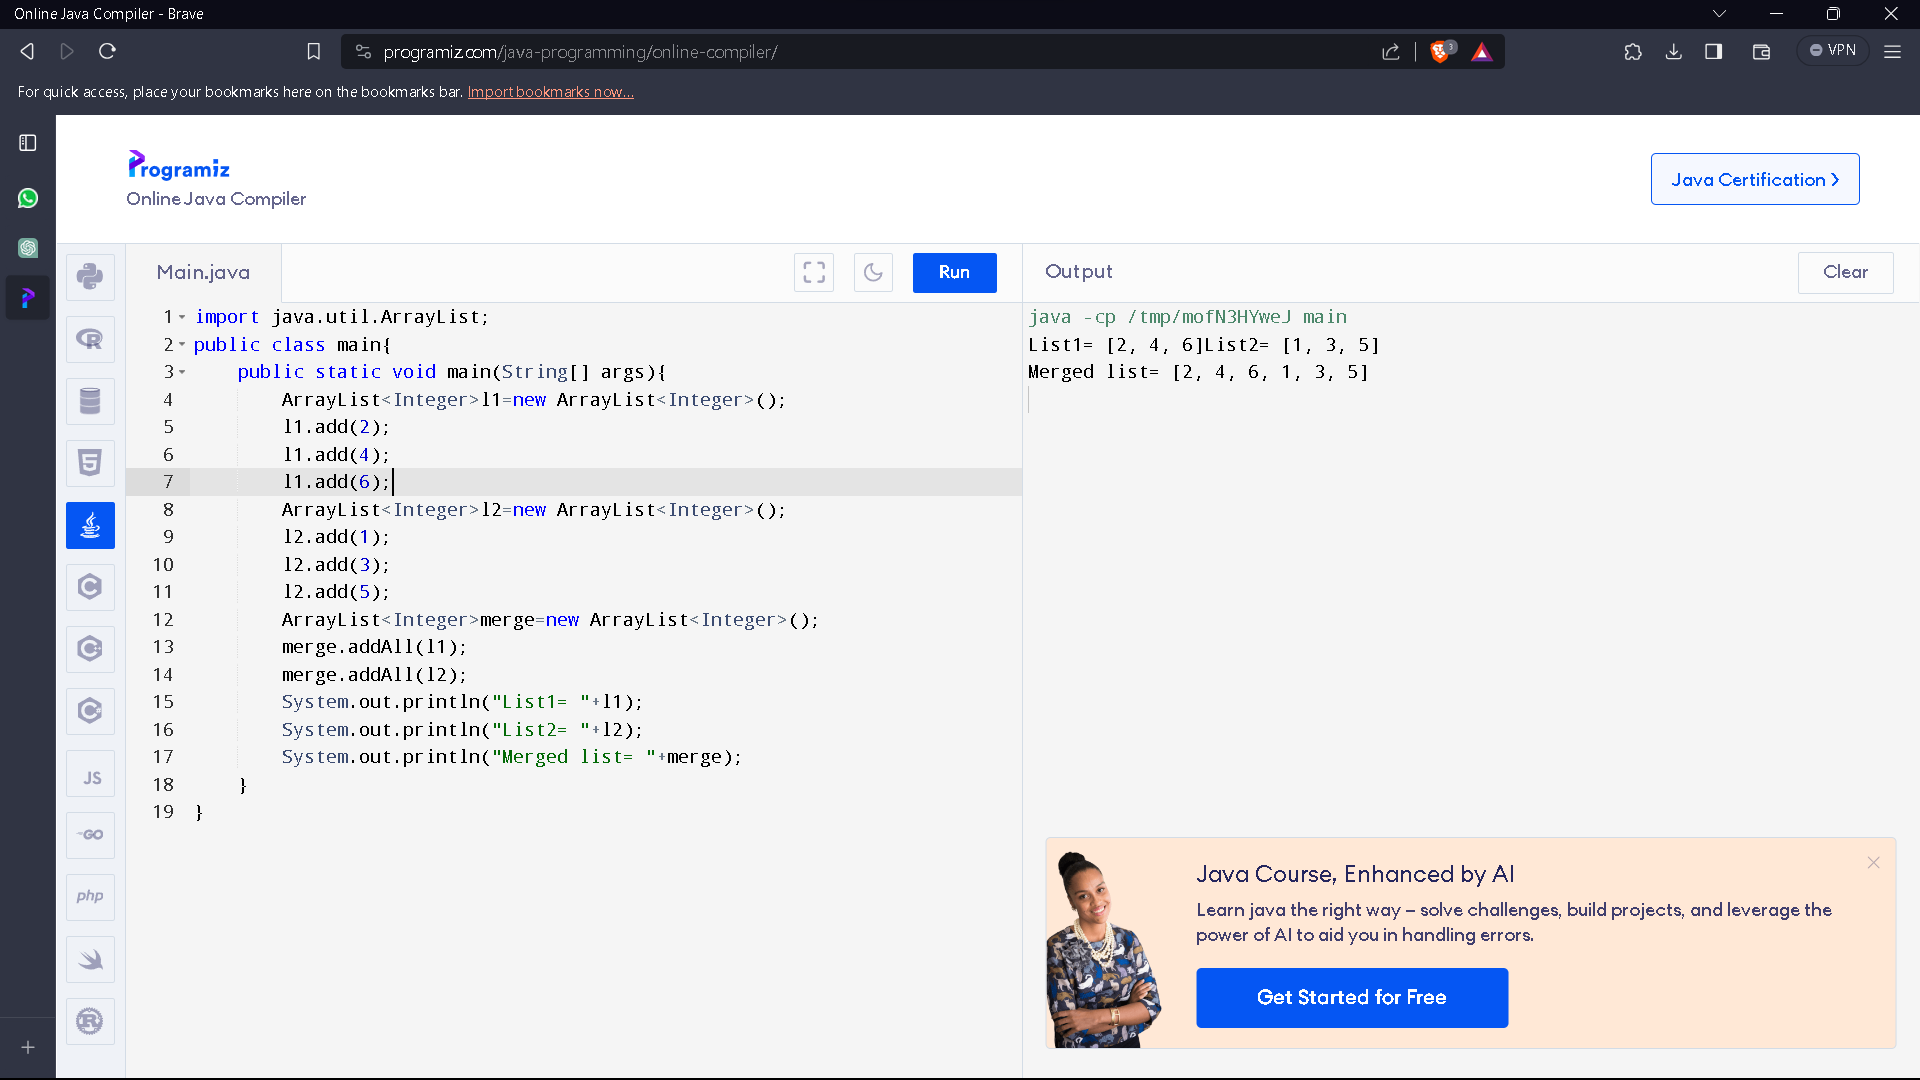 Online Java Compiler - Brave
programiz.com/java-programming/online-compiler/
3
VPN
For quick access, place your bookmarks here on the bookmarks bar. Import bookmarks now...
Programiz
Online Java Compiler
Java Certification >
Main.java
Run
Output
Clear
1 import java.util.ArrayList;
2 public class main{
3     public static void main(String[] args){
4         ArrayList<Integer>l1=new ArrayList<Integer>();
5         l1.add(2);
6         l1.add(4);
7         l1.add(6);
8         ArrayList<Integer>l2=new ArrayList<Integer>();
9         l2.add(1);
10         l2.add(3);
11         l2.add(5);
12         ArrayList<Integer>merge=new ArrayList<Integer>();
13         merge.addAll(l1);
14         merge.addAll(l2);
15         System.out.println("List1= "+l1);
16         System.out.println("List2= "+l2);
17         System.out.println("Merged list= "+merge);
18     }
19 }
java -cp /tmp/mofN3HYweJ main
List1= [2, 4, 6]List2= [1, 3, 5]
Merged list= [2, 4, 6, 1, 3, 5]
R
5
C
C
C
JS
GO
php
R
Java Course, Enhanced by AI
Learn java the right way – solve challenges, build projects, and leverage the
power of AI to aid you in handling errors.
Get Started for Free